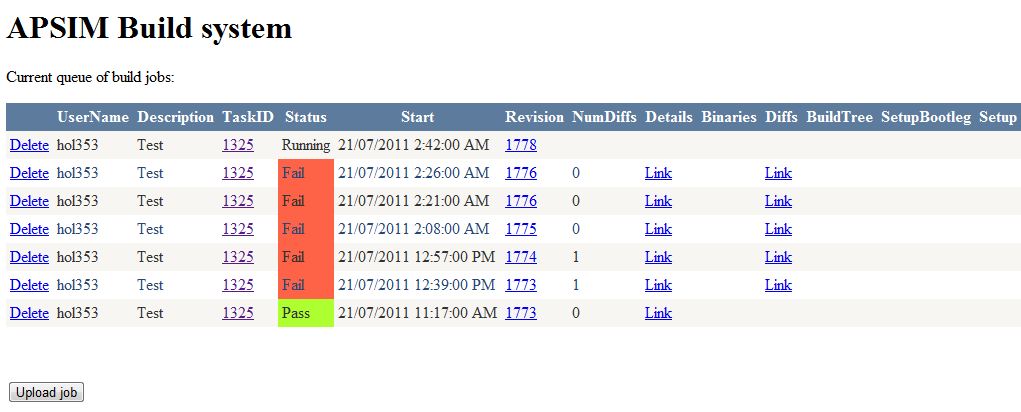 APSIM Build system
Current queue of build jobs:
UserName Description TaskID Status Start Revision NumDiffs Details Binaries Diffs BuildTree SetupBootleg Setup
Delete hol353 Test 1325 Running 21/07/2011 2:42:00 AM 1778
Delete hol353 Test 1325 Fail 21/07/2011 2:26:00 AM 1776 0 Link Link
Delete hol353 Test 1325 Fail 21/07/2011 2:21:00 AM 1776 0 Link Link
Delete hol353 Test 1325 Fail 21/07/2011 2:08:00 AM 1775 0 Link Link
Delete hol353 Test 1325 Fail 21/07/2011 12:57:00 PM 1774 1 Link Link
Delete hol353 Test 1325 Fail 21/07/2011 12:39:00 PM 1773 1 Link Link
Delete hol353 Test 1325 Pass 21/07/2011 11:17:00 AM 1773 0 Link
Upload job